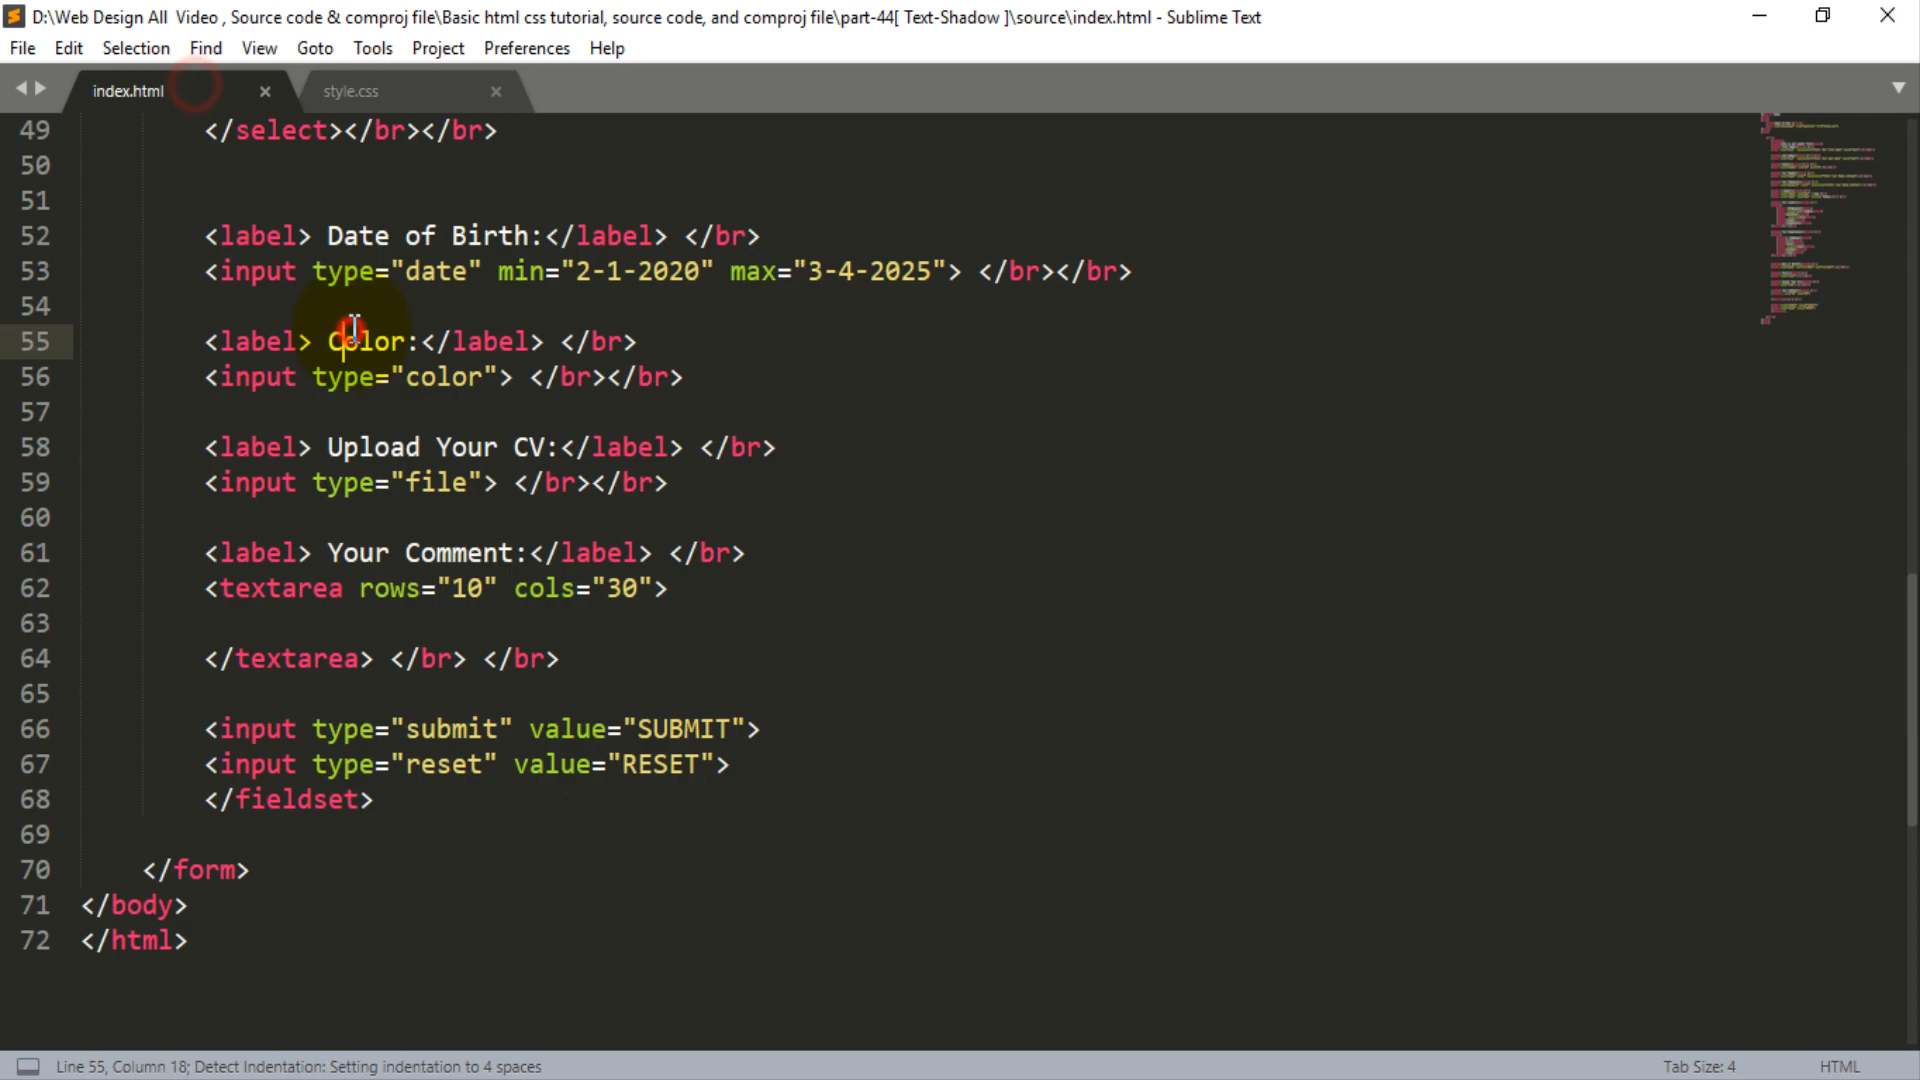 D:\Web Design All  Video , Source code & comproj file\Basic html css tutorial, source code, and comproj file\part-44[ Text-Shadow ]\source\index.html - Sublime Text
File Edit Selection Find View Goto Tools Project Preferences Help
index.html style.css
49 </select></br></br>
50
51
52 <label> Date of Birth:</label> </br>
53 <input type="date" min="2-1-2020" max="3-4-2025"> </br></br>
54
55 <label> Color:</label> </br>
56 <input type="color"> </br></br>
57
58 <label> Upload Your CV:</label> </br>
59 <input type="file"> </br></br>
60
61 <label> Your Comment:</label> </br>
62 <textarea rows="10" cols="30">
63
64 </textarea> </br> </br>
65
66 <input type="submit" value="SUBMIT">
67 <input type="reset" value="RESET">
68 </fieldset>
69
70 </form>
71 </body>
72 </html>
Line 55, Column 18; Detect Indentation: Setting indentation to 4 spaces Tab Size: 4 HTML